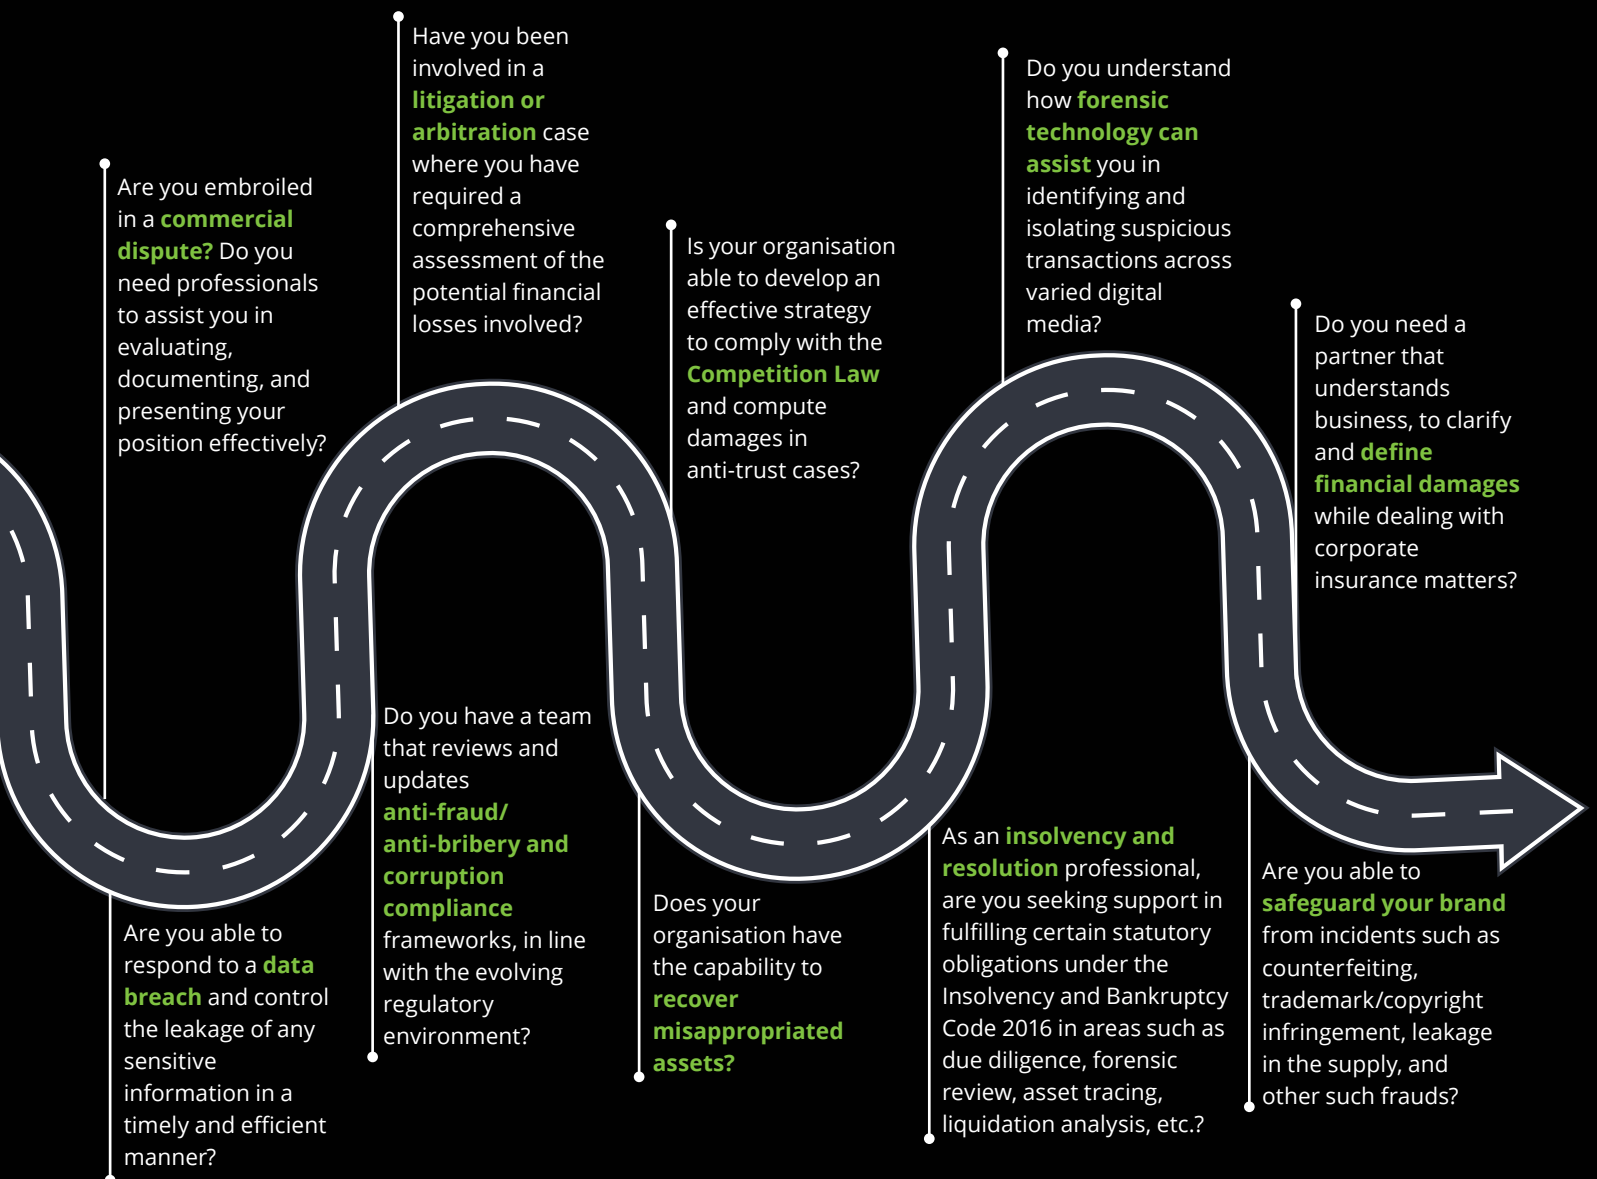 Are you embroiled
in a commercial
dispute? Do you
need professionals
to assist you in
evaluating,
documenting, and
presenting your
position effectively?
Have you been
involved in a
litigation or
arbitration case
where you have
required a
comprehensive
assessment of the
potential financial
losses involved?
Is your organisation
able to develop an
effective strategy
to comply with the
Competition Law
and compute
damages in
anti-trust cases?
Do you understand
how forensic
technology can
assist you in
identifying and
isolating suspicious
transactions across
varied digital
media?
Do you need a
partner that
understands
business, to clarify
and define
financial damages
while dealing with
corporate
insurance matters?
Are you able to
respond to a data
breach and control
the leakage of any
sensitive
information in a
timely and efficient
manner?
Do you have a team
that reviews and
updates
anti-fraud/
anti-bribery and
corruption
compliance
frameworks, in line
with the evolving
regulatory
environment?
Does your
organisation have
the capability to
recover
misappropriated
assets?
As an insolvency and
resolution professional,
are you seeking support in
fulfilling certain statutory
obligations under the
Insolvency and Bankruptcy
Code 2016 in areas such as
due diligence, forensic
review, asset tracing,
liquidation analysis, etc.?
Are you able to
safeguard your brand
from incidents such as
counterfeiting,
trademark/copyright
infringement, leakage
in the supply, and
other such frauds?